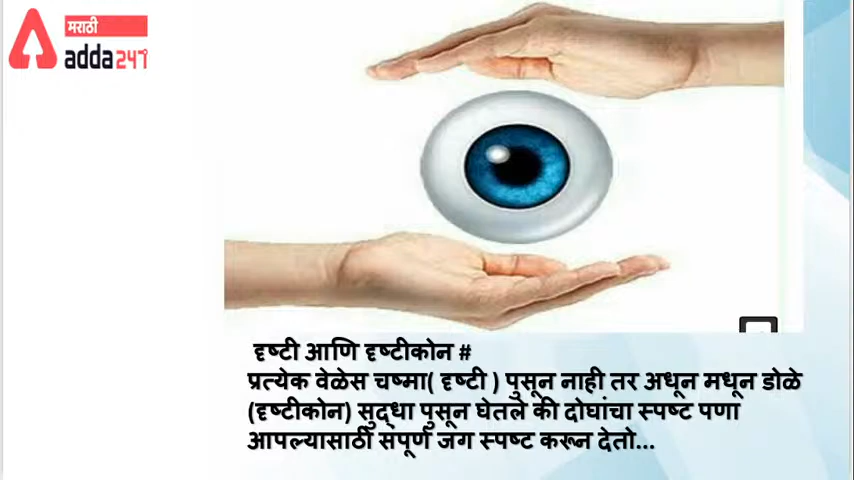 मराठी
adda247
दृष्टी आणि दृष्टीकोन #
प्रत्येक वेळेस चष्मा( दृष्टी ) पुसून नाही तर अधून मधून डोळे
(दृष्टीकोन) सुद्धा पुसून घेतले की दोघांचा स्पष्ट पणा
आपल्यासाठी संपूर्ण जग स्पष्ट करून देतो...